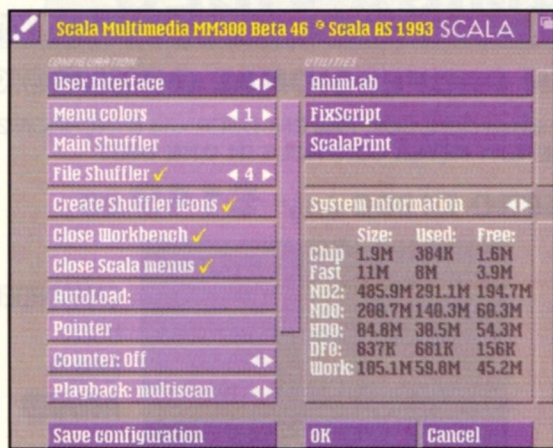 Scala Multimedia MM300 Beta 46 © Scala AS 1993 SCALA
CONFIGURATION
User Interface
Menu colors 1
Main Shuffler
File Shuffler ✓ 4
Create Shuffler icons ✓
Close Workbench ✓
Close Scala menus ✓
AutoLoad:
Pointer
Counter: Off
Playback: multiscan
Save configuration
UTILITIES
AnimLab
FixScript
ScalaPrint
System Information
Size: Used: Free:
Chip 1.9M 384K 1.6M
Fast 11M 8M 3.9M
ND2: 485.9M 291.1M 194.7M
ND0: 200.7M 140.3M 60.3M
HD0: 84.8M 30.5M 54.3M
DF0: 837K 681K 156K
Work: 105.1M 59.8M 45.2M
OK Cancel